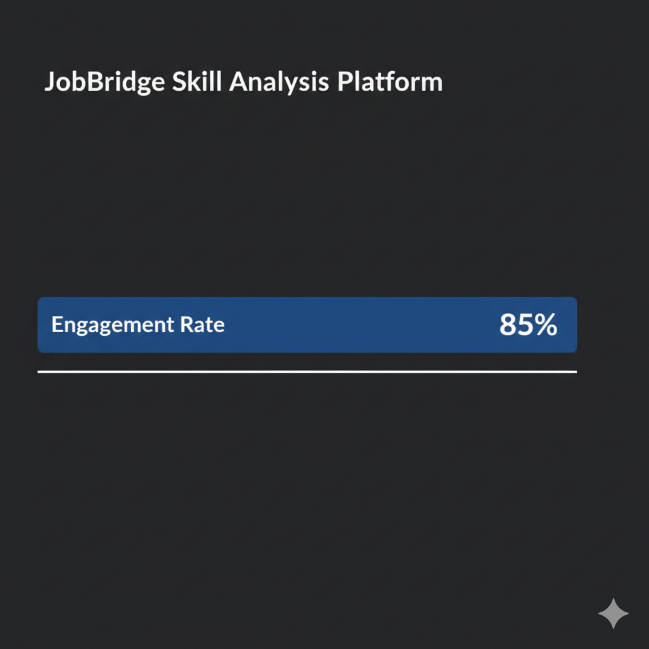 JobBridge Skill Analysis Platform
Engagement Rate 85%